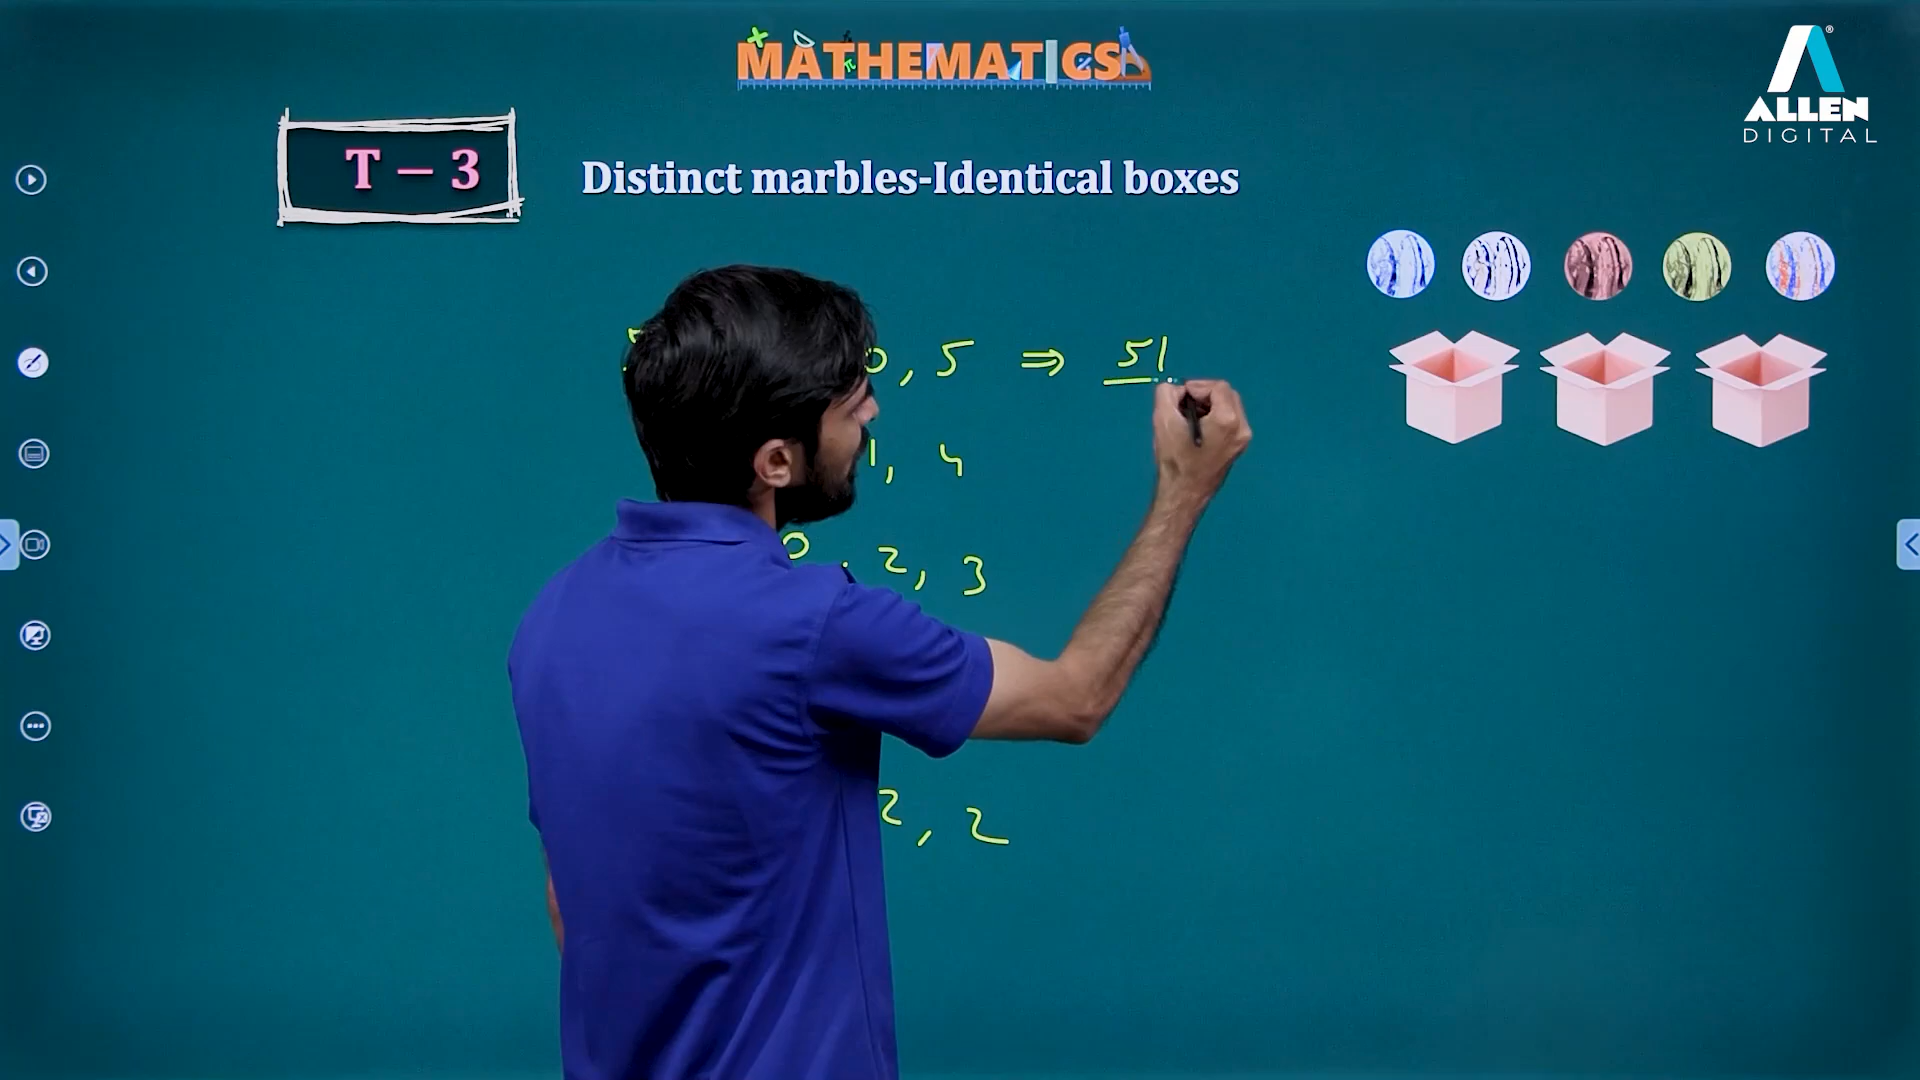 MATHEMATICS
ALLEN
DIGITAL
T – 3
Distinct marbles-Identical boxes
0, 5 ⇒ 5!
1, 4
0, 2, 3
2, 2